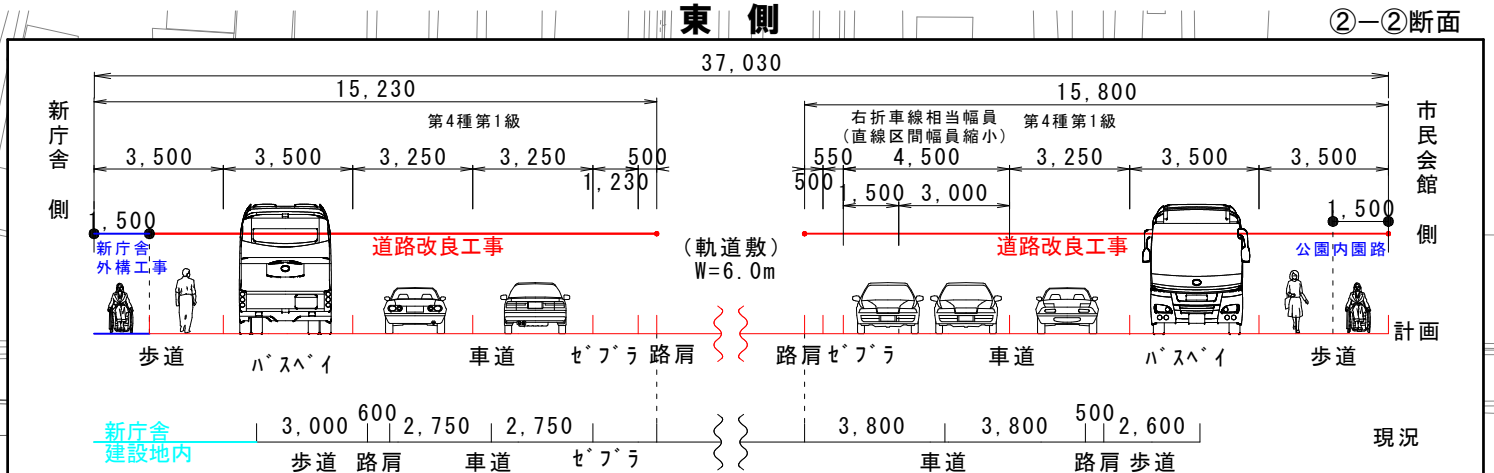 東 側
②―②断面
37,030
15,230
15,800
新庁舎側
第4種第1級
右折車線相当幅員
(直線区間幅員縮小)
第4種第1級
市民会館側
3,500
3,500
3,250
3,250
500
1,230
550
500
4,500
3,250
3,500
3,500
1,500
3,000
1,500
1,500
新庁舎
外構工事
道路改良工事
(軌道敷)
W=6.0m
道路改良工事
公園内園路
計画
歩道
バスベイ
車道
ゼブラ
路肩
路肩
ゼブラ
車道
バスベイ
歩道
新庁舎
建設地内
3,000
600
2,750
2,750
3,800
3,800
500
2,600
現況
歩道
路肩
車道
ゼブラ
車道
路肩
歩道